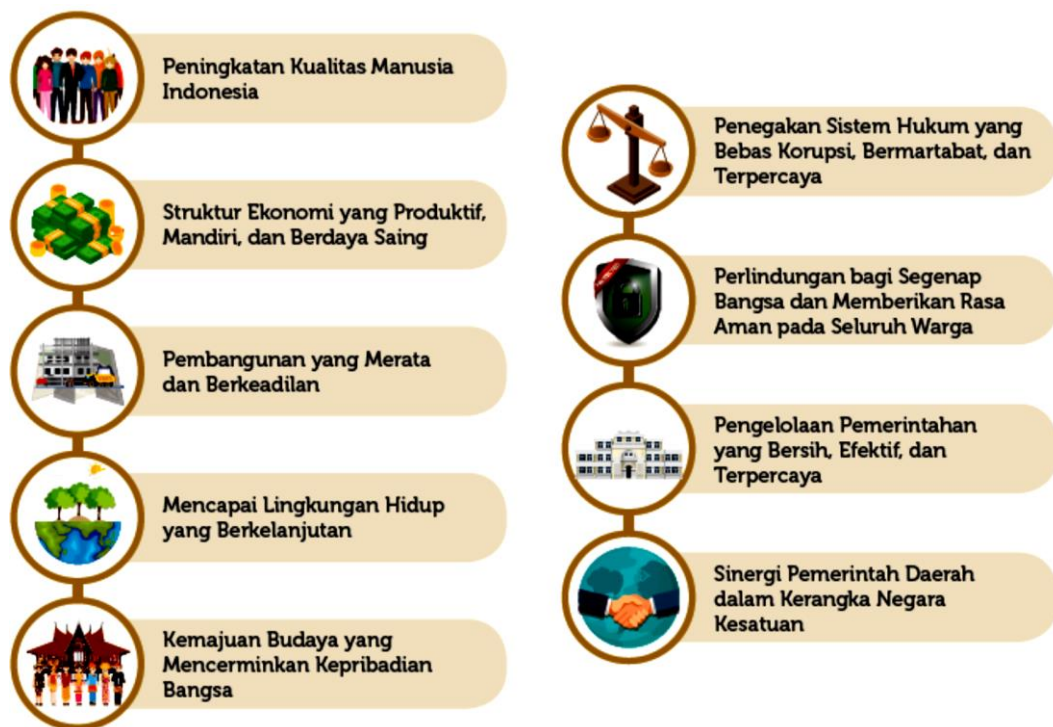 Peningkatan Kualitas Manusia
Indonesia
Struktur Ekonomi yang Produktif,
Mandiri, dan Berdaya Saing
Pembangunan yang Merata
dan Berkeadilan
Mencapai Lingkungan Hidup
yang Berkelanjutan
Kemajuan Budaya yang
Mencerminkan Kepribadian
Bangsa
Penegakan Sistem Hukum yang
Bebas Korupsi, Bermartabat, dan
Terpercaya
Perlindungan bagi Segenap
Bangsa dan Memberikan Rasa
Aman pada Seluruh Warga
Pengelolaan Pemerintahan
yang Bersih, Efektif, dan
Terpercaya
Sinergi Pemerintah Daerah
dalam Kerangka Negara
Kesatuan